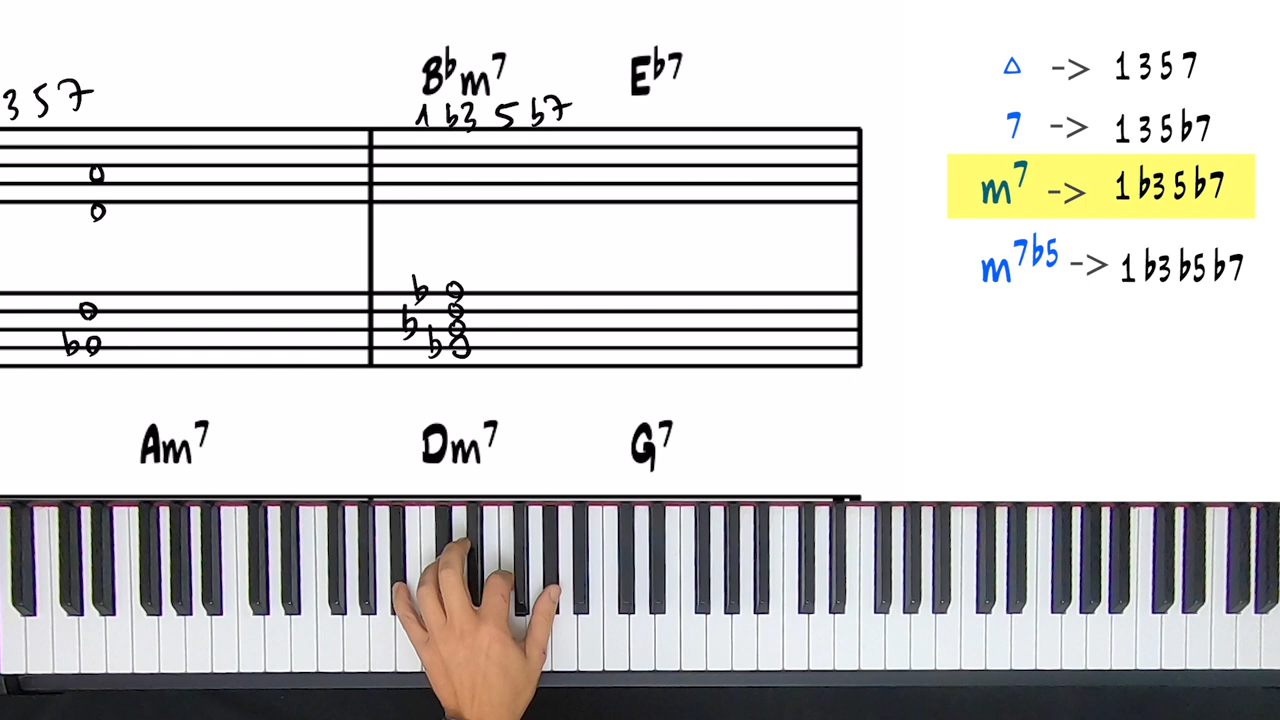 B♭m7 E♭7
3 5 7
1 ♭3 5 ♭7
Am7 Dm7 G7
△ -> 1 3 5 7
7 -> 1 3 5 ♭7
m7 -> 1 ♭3 5 ♭7
m7♭5 -> 1 ♭3 ♭5 ♭7